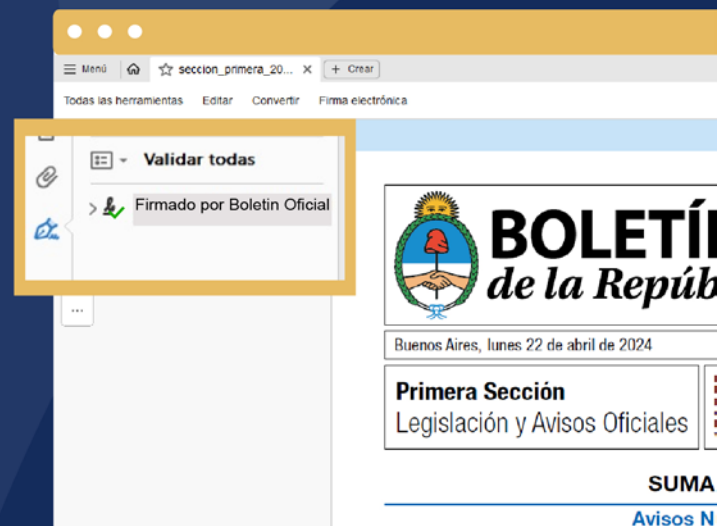 Menú seccion_primera_20... × + Crear
Todas las herramientas Editar Convertir Firma electrónica
Validar todas
Firmado por Boletin Oficial
...
BOLETÍ
de la Repúb
Buenos Aires, lunes 22 de abril de 2024
Primera Sección
Legislación y Avisos Oficiales
SUMA
Avisos N